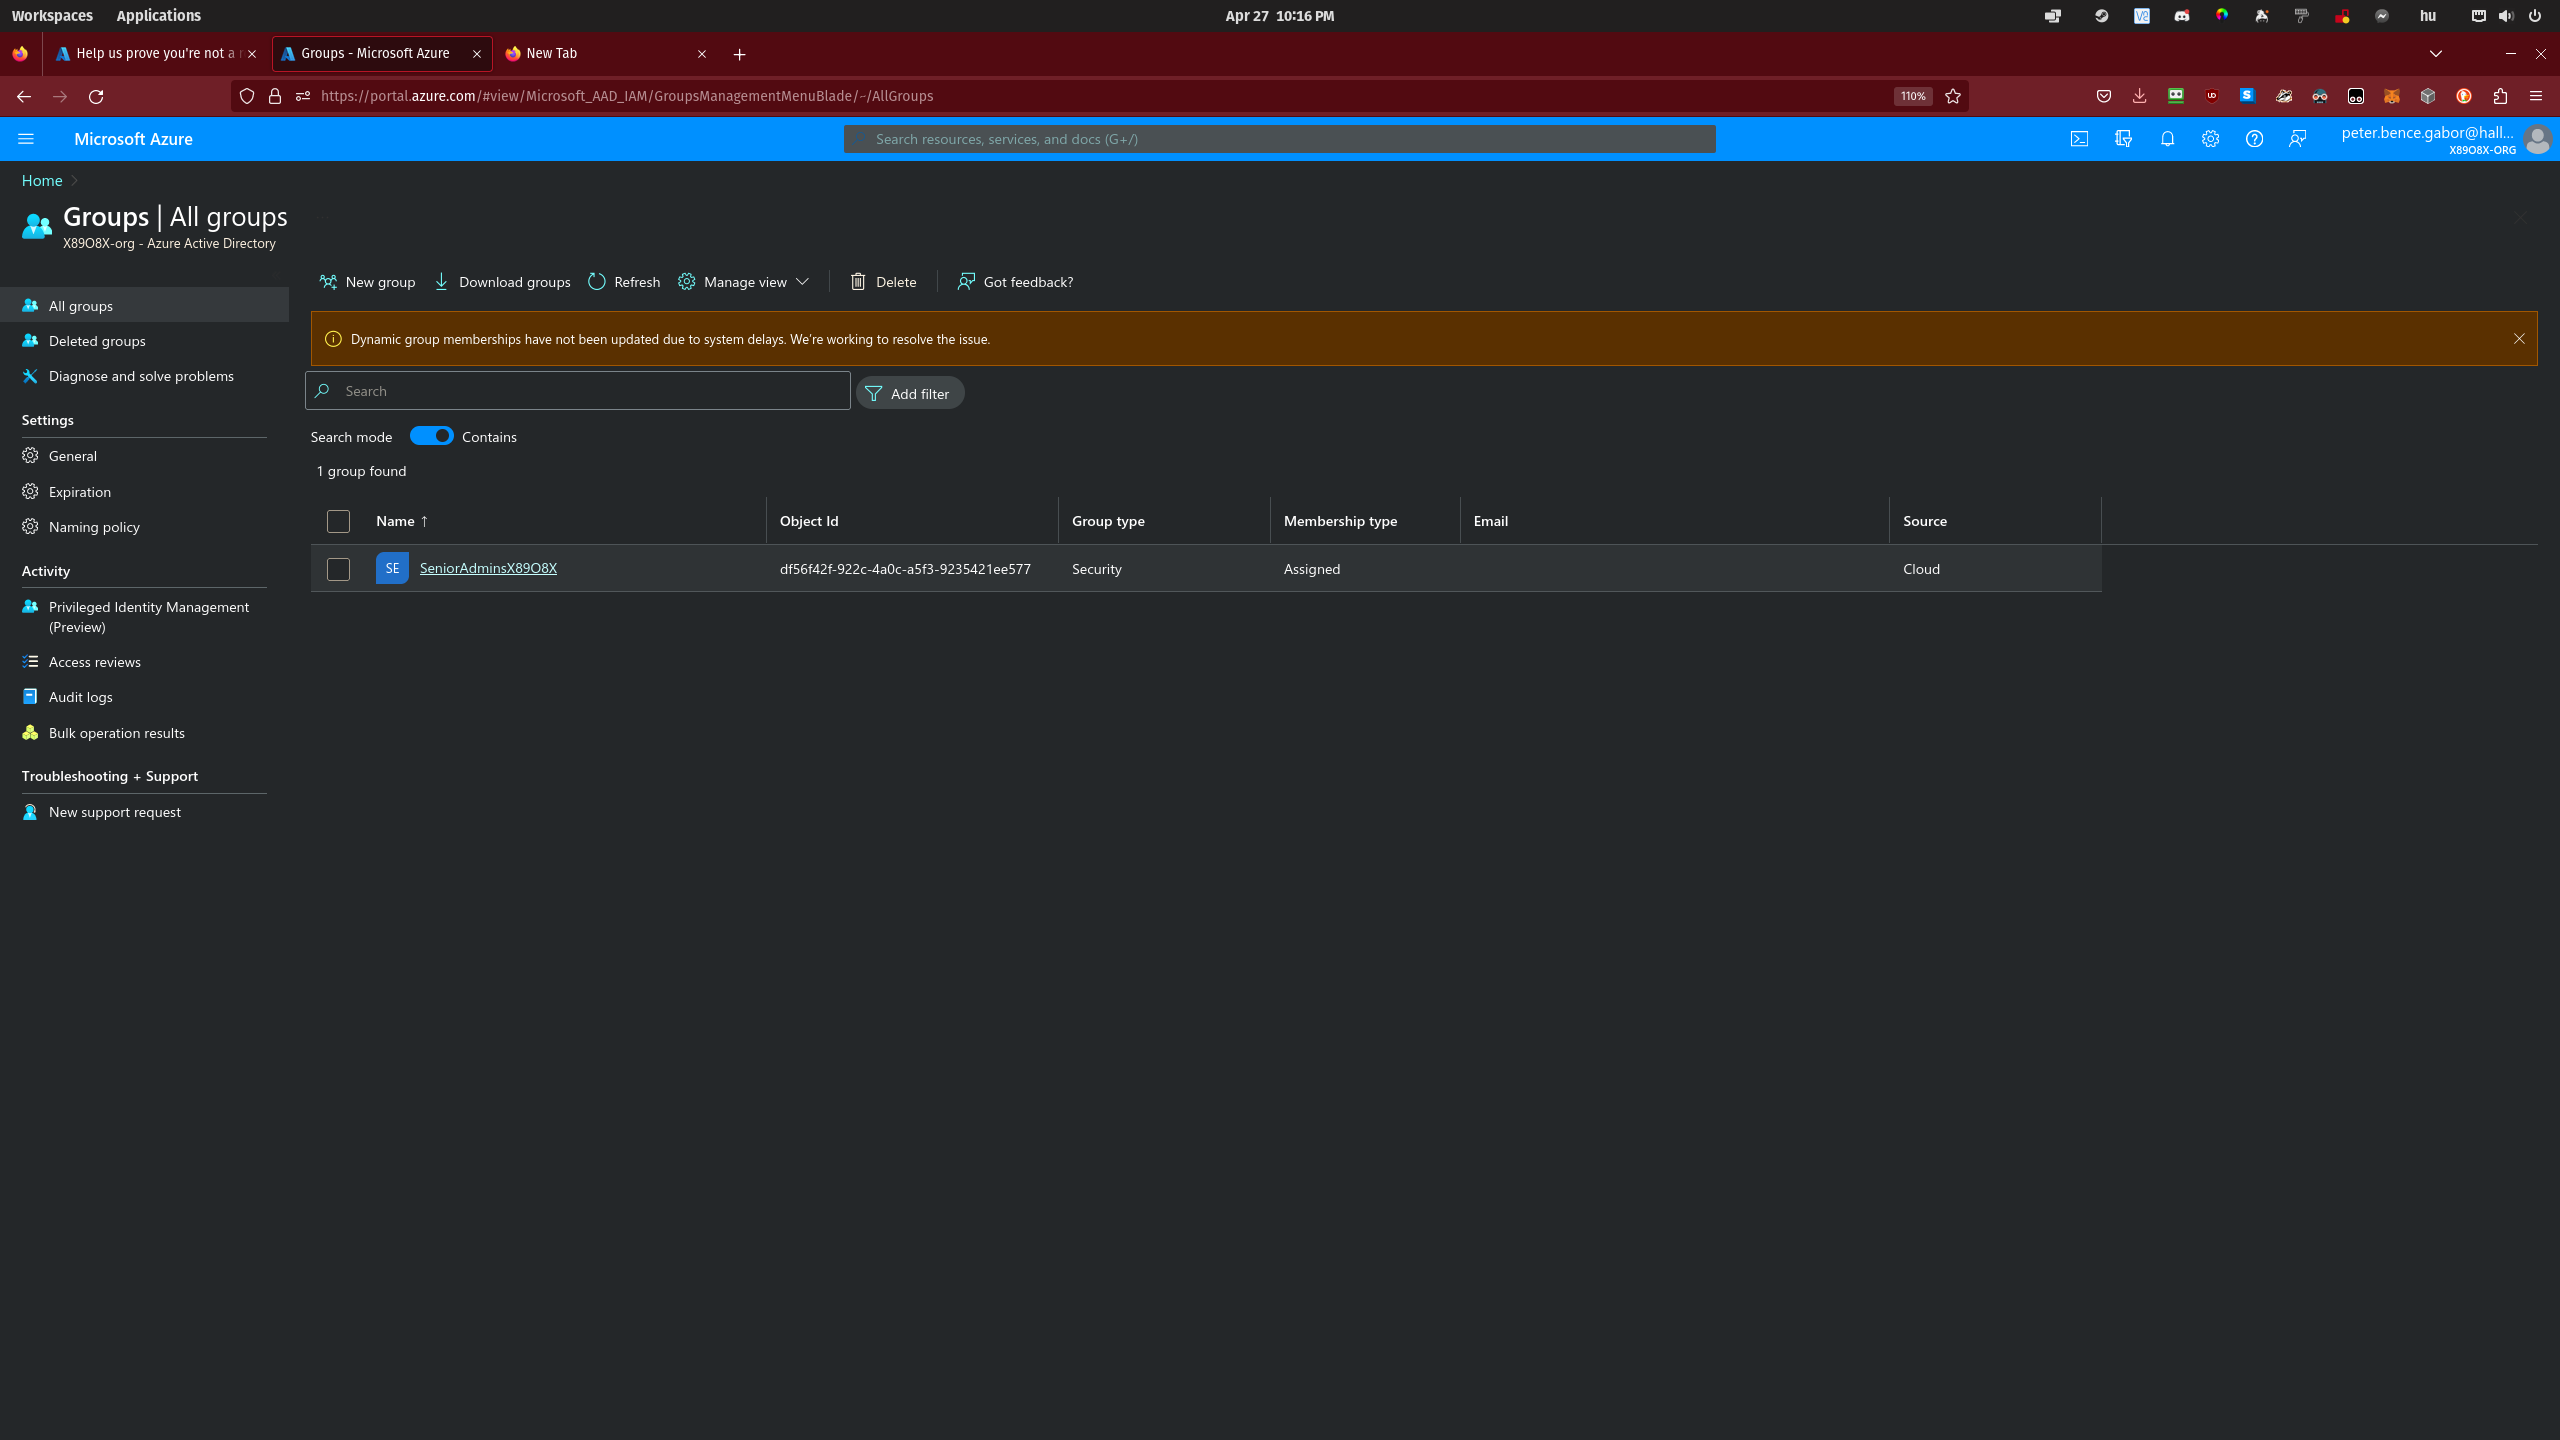 Workspaces Applications Apr 27 10:16 PM hu
Help us prove you're not a r Groups - Microsoft Azure New Tab
https://portal.azure.com/#view/Microsoft_AAD_IAM/GroupsManagementMenuBlade/~/AllGroups 110%
Microsoft Azure
Search resources, services, and docs (G+/)
peter.bence.gabor@hall...
X89O8X-ORG
Home
Groups | All groups
X89O8X-org - Azure Active Directory
All groups
Deleted groups
Diagnose and solve problems
Settings
General
Expiration
Naming policy
Activity
Privileged Identity Management
(Preview)
Access reviews
Audit logs
Bulk operation results
Troubleshooting + Support
New support request
New group Download groups Refresh Manage view Delete Got feedback?
Dynamic group memberships have not been updated due to system delays. We're working to resolve the issue.
Search Add filter
Search mode Contains
1 group found
Name ↑ Object Id Group type Membership type Email Source
SE SeniorAdminsX89O8X df56f42f-922c-4a0c-a5f3-9235421ee577 Security Assigned Cloud